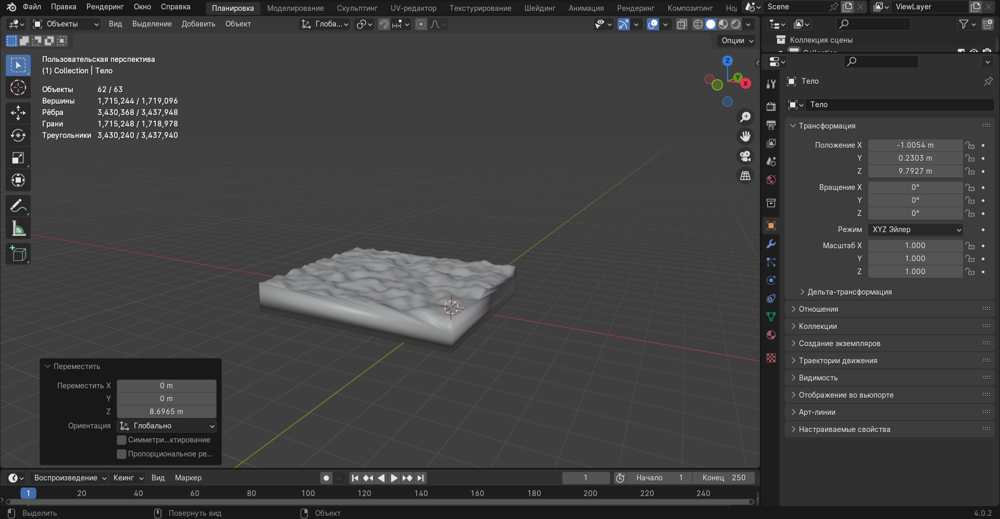 Файл Правка Рендеринг Окно Справка Планировка Моделирование Скульптинг UV-редактор Текстурирование Шейдинг Анимация Рендеринг Композитинг Scene ViewLayer
Объекты Вид Выделение Добавить Объект Глоба...
Опции
Коллекция сцены
Collection
Пользовательская перспектива
(1) Collection | Тело
Объекты 62 / 63
Вершины 1,715,244 / 1,719,096
Рёбра 3,430,368 / 3,437,948
Грани 1,715,248 / 1,718,978
Треугольники 3,430,240 / 3,437,940
Z
Y
X
Тело
Тело
Трансформация
Положение X -1.0054 m
Y 0.2303 m
Z 9.7927 m
Вращение X 0°
Y 0°
Z 0°
Режим XYZ Эйлер
Масштаб X 1.000
Y 1.000
Z 1.000
Дельта-трансформация
Отношения
Коллекции
Создание экземпляров
Траектории движения
Видимость
Отображение во вьюпорте
Арт-линии
Настраиваемые свойства
Переместить
Переместить X 0 m
Y 0 m
Z 8.6965 m
Ориентация Глобально
Симметри...ктирование
Пропорциональное ре...
Воспроизведение Кеинг Вид Маркер 1 Начало 1 Конец 250
1 20 40 60 80 100 120 140 160 180 200 220 240
Выделить Повернуть вид Объект 4.0.2